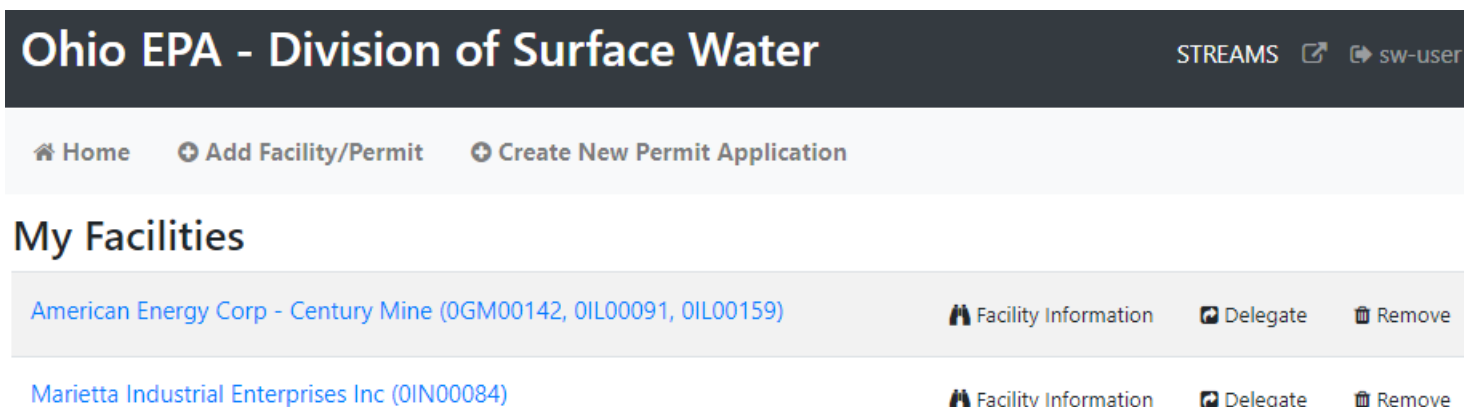 Ohio EPA - Division of Surface Water STREAMS sw-user
Home Add Facility/Permit Create New Permit Application
My Facilities
American Energy Corp - Century Mine (0GM00142, 0IL00091, 0IL00159) Facility Information Delegate Remove
Marietta Industrial Enterprises Inc (0IN00084) Facility Information Delegate Remove